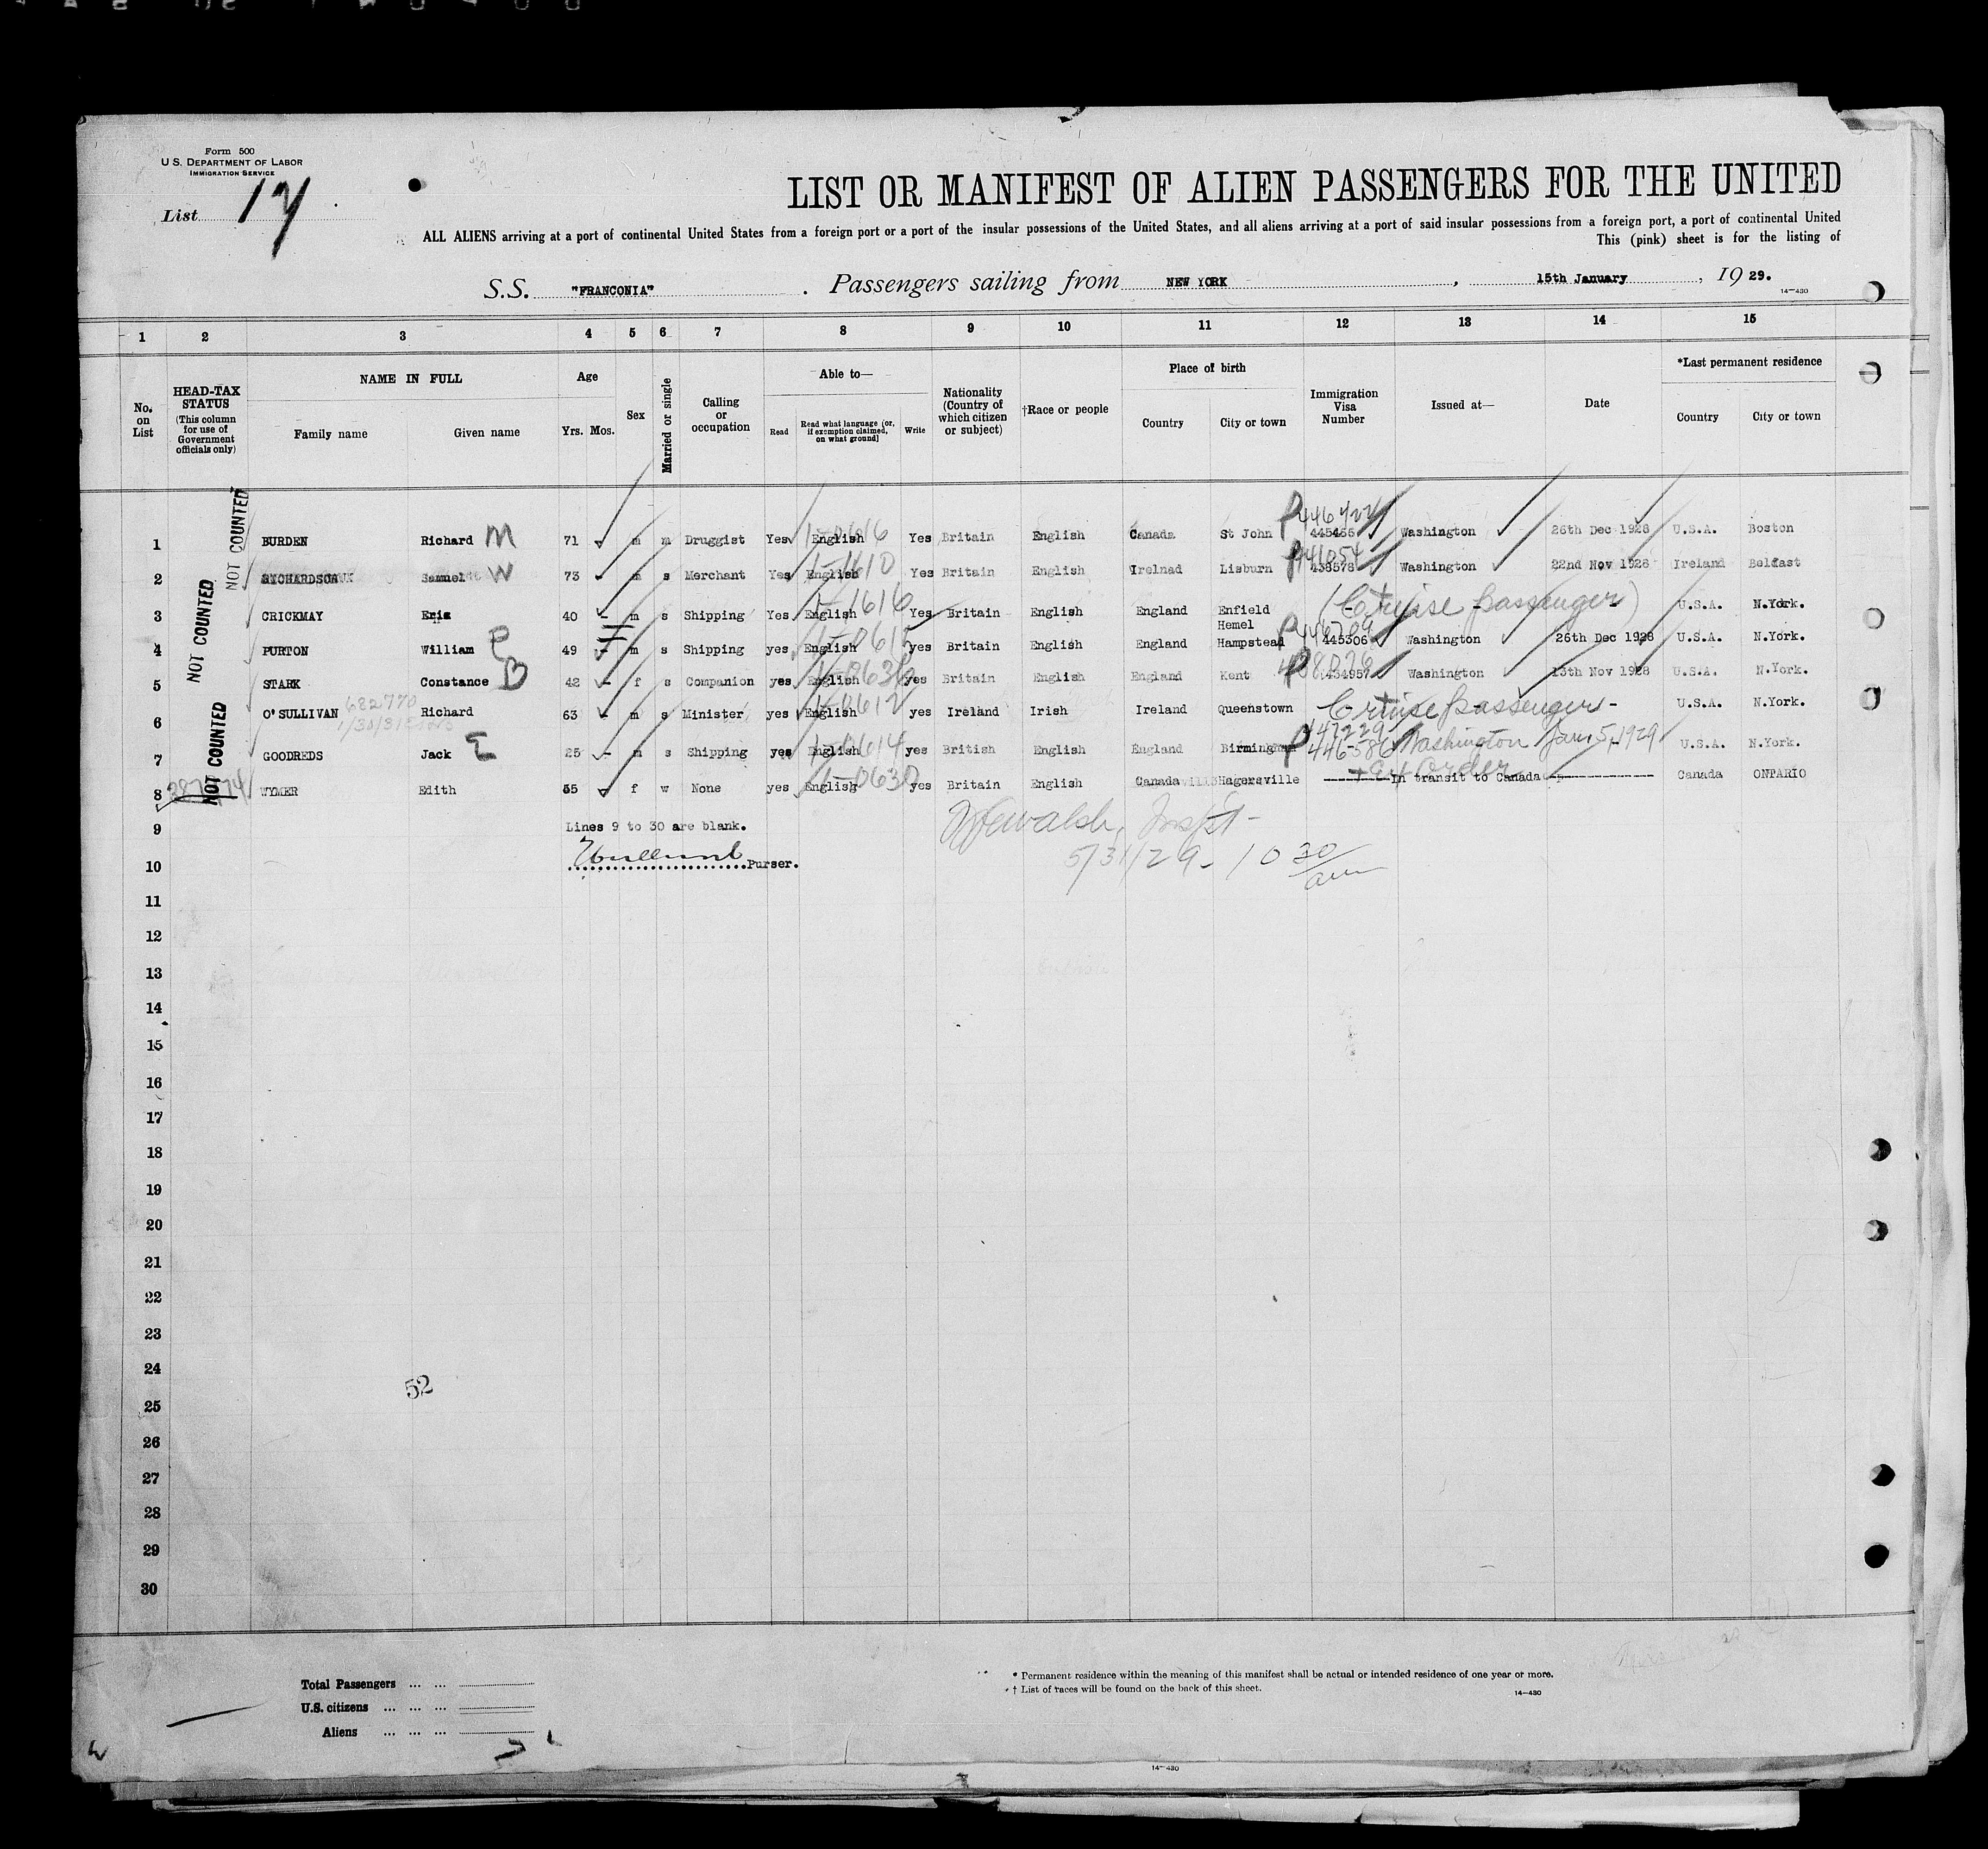 Form 500
U.S. DEPARTMENT OF LABOR
IMMIGRATION SERVICE
List 17
LIST OR MANIFEST OF ALIEN PASSENGERS FOR THE UNITED
ALL ALIENS arriving at a port of continental United States from a foreign port or a port of the insular possessions of the United States, and all aliens arriving at a port of said insular possessions from a foreign port, a port of continental United
This (pink) sheet is for the listing of
S.S. "FRANCONIA" . Passengers sailing from NEW YORK , 15th January , 19 29.
14—430
1 2 3 4 5 6 7 8 9 10 11 12 13 14 15
No. on List
HEAD-TAX STATUS (This column for use of Government officials only)
NAME IN FULL
Family name Given name
Age
Yrs. Mos.
Sex
Married or single
Calling or occupation
Able to—
Read Read what language [or, if exemption claimed, on what ground] Write
Nationality (Country of which citizen or subject)
†Race or people
Place of birth
Country City or town
Immigration Visa Number
Issued at—
Date
*Last permanent residence
Country City or town
NOT COUNTED
NOT COUNTED
NOT COUNTED
1 BURDEN Richard M 71 m m Druggist Yes English Yes Britain English Canada St John 445455 Washington 26th Dec 1928 U.S.A. Boston
2 Samuel W 73 m s Merchant Yes English Yes Britain English Irelnad Lisburn 438578 Washington 22nd Nov 1928 Ireland Belfast
3 CRICKMAY Eric 40 - m s Shipping Yes English Yes Britain English England Enfield (Cruise passenger) U.S.A. N.York.
4 PURTON William P 49 - m s Shipping yes English yes Britain English England Hemel Hampstead 445306 Washington 26th Dec 1928 U.S.A. N.York.
5 STARK Constance B 42 - f s Companion yes English yes Britain English England Kent 434957 Washington 13th Nov 1928 U.S.A. N.York.
6 O'SULLIVAN 682770 Richard 63 - m s Minister yes English yes Ireland Irish Ireland Queenstown Cruise passenger - U.S.A. N.York.
7 GOODREDS Jack E 25 - m s Shipping yes English yes British English England Birmingham 446586 Washington Jan. 5, 1929 U.S.A. N.York.
8 WYMER Edith 55 f w None yes English yes Britain English Canada Hagersville In transit to Canada Canada ONTARIO
9 Lines 9 to 30 are blank.
10 Purser.
5/31/29 - 10 30/am
11
12
13
14
15
16
17
18
19
20
21
22
23
24
52
25
26
27
28
29
30
Total Passengers ... ...
U.S. citizens ... ... ...
Aliens ... ... ...
* Permanent residence within the meaning of this manifest shall be actual or intended residence of one year or more.
† List of races will be found on the back of this sheet.
14—430
14—430